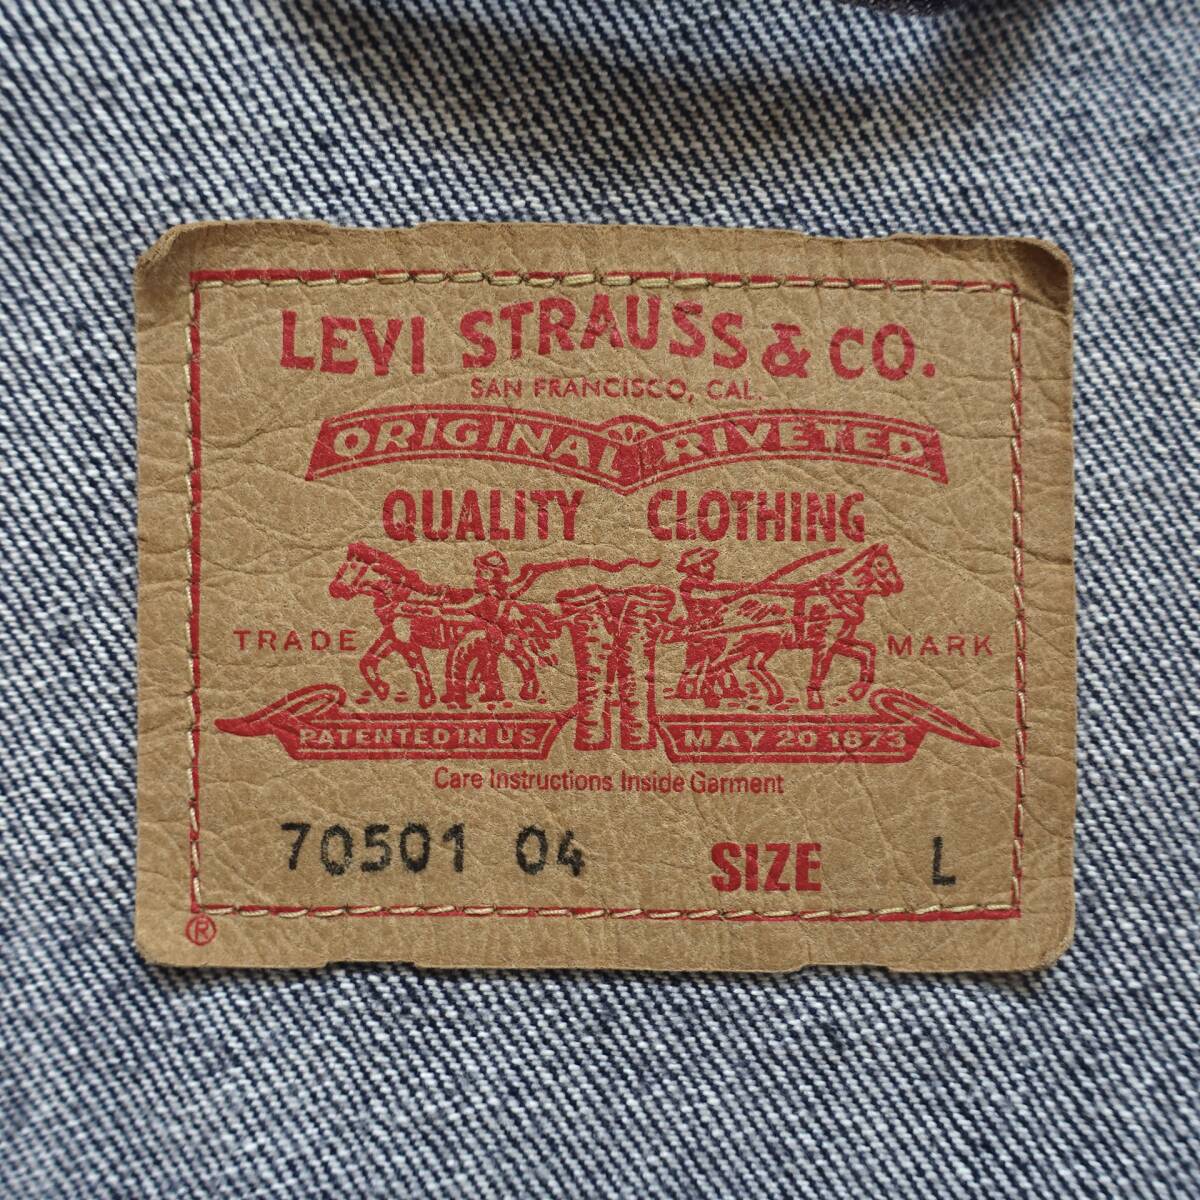 LEVI STRAUSS & CO.
SAN FRANCISCO, CAL.
ORIGINAL RIVETED
QUALITY CLOTHING
TRADE MARK
PATENTED IN U S MAY 20 1873
Care Instructions Inside Garment
70501 04 SIZE L
®